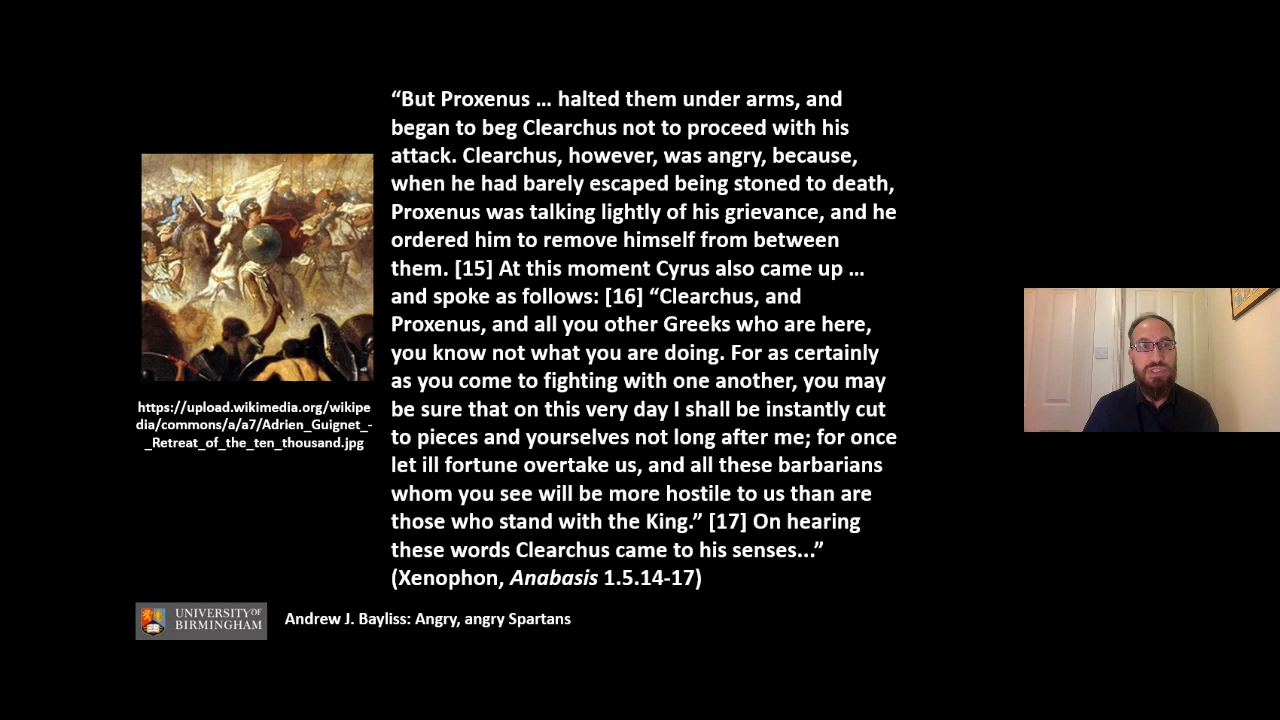 “But Proxenus … halted them under arms, and
began to beg Clearchus not to proceed with his
attack. Clearchus, however, was angry, because,
when he had barely escaped being stoned to death,
Proxenus was talking lightly of his grievance, and he
ordered him to remove himself from between
them. [15] At this moment Cyrus also came up …
and spoke as follows: [16] “Clearchus, and
Proxenus, and all you other Greeks who are here,
you know not what you are doing. For as certainly
as you come to fighting with one another, you may
be sure that on this very day I shall be instantly cut
to pieces and yourselves not long after me; for once
let ill fortune overtake us, and all these barbarians
whom you see will be more hostile to us than are
those who stand with the King.” [17] On hearing
these words Clearchus came to his senses...”
(Xenophon, Anabasis 1.5.14-17)
https://upload.wikimedia.org/wikipe
dia/commons/a/a7/Adrien_Guignet_-
_Retreat_of_the_ten_thousand.jpg
UNIVERSITY OF
BIRMINGHAM
Andrew J. Bayliss: Angry, angry Spartans